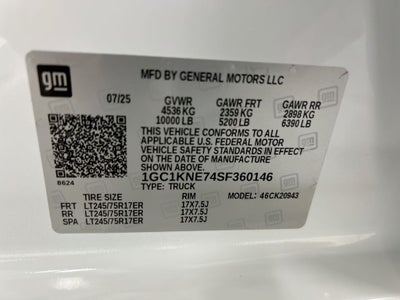 gm
MFD BY GENERAL MOTORS LLC
07/25 GVWR GAWR FRT GAWR RR
4536 KG 2359 KG 2898 KG
10000 LB 5200 LB 6390 LB
THIS VEHICLE CONFORMS TO ALL
APPLICABLE U.S. FEDERAL MOTOR
VEHICLE SAFETY STANDARDS IN
EFFECT ON THE DATE OF MANUFACTURE
SHOWN ABOVE.
1GC1KNE74SF360146
TYPE: TRUCK
8624
TIRE SIZE RIM MODEL: 46CK20943
FRT LT245/75R17ER 17X7.5J
RR LT245/75R17ER 17X7.5J
SPA LT245/75R17ER 17X7.5J